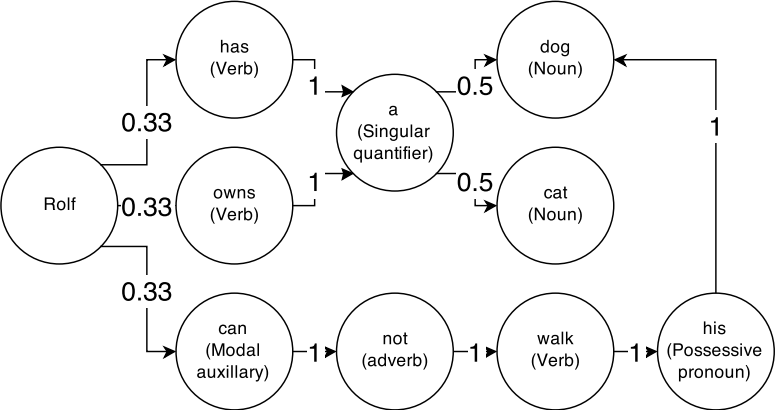 has
(Verb)
dog
(Noun)
1
0.5
a
(Singular
quantifier)
0.33
1
Rolf
0.33
owns
(Verb)
1
0.5
cat
(Noun)
0.33
can
(Modal
auxillary)
1
not
(adverb)
1
walk
(Verb)
1
his
(Possessive
pronoun)